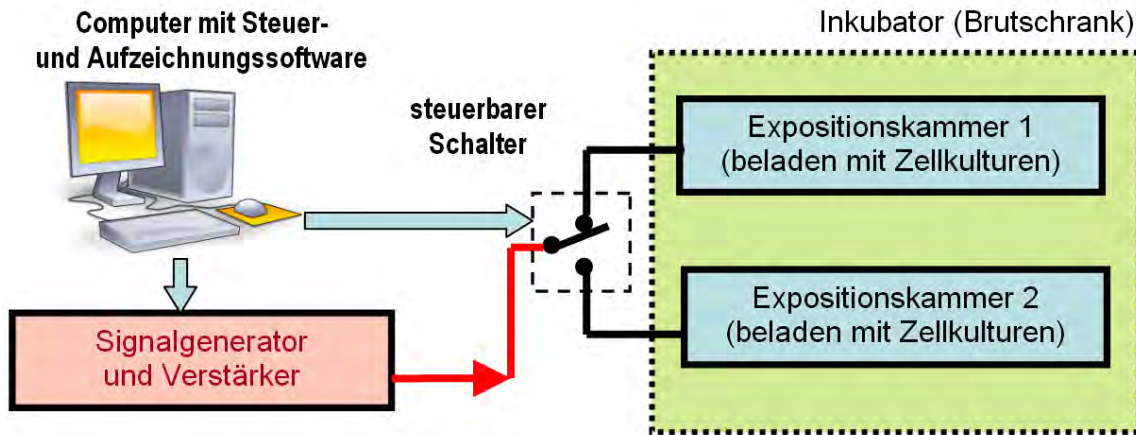 Computer mit Steuer-
und Aufzeichnungssoftware
steuerbarer
Schalter
Inkubator (Brutschrank)
Expositionskammer 1
(beladen mit Zellkulturen)
Expositionskammer 2
(beladen mit Zellkulturen)
Signalgenerator
und Verstärker